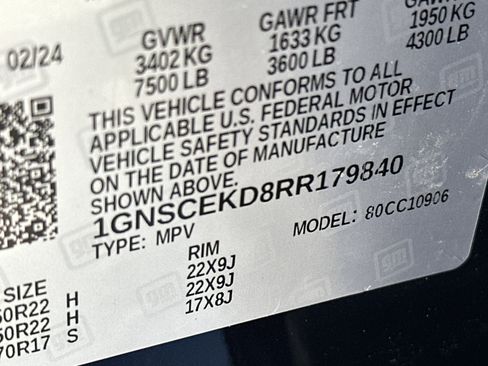 02/24
GVWR
3402 KG
7500 LB
GAWR FRT
1633 KG
3600 LB
1950 KG
4300 LB
THIS VEHICLE CONFORMS TO ALL
APPLICABLE U.S. FEDERAL MOTOR
VEHICLE SAFETY STANDARDS IN EFFECT
ON THE DATE OF MANUFACTURE
SHOWN ABOVE.
1GNSCEKD8RR179840
TYPE: MPV
MODEL: 80CC10906
SIZE
RIM
50R22 H
22X9J
50R22 H
22X9J
70R17 S
17X8J
gm